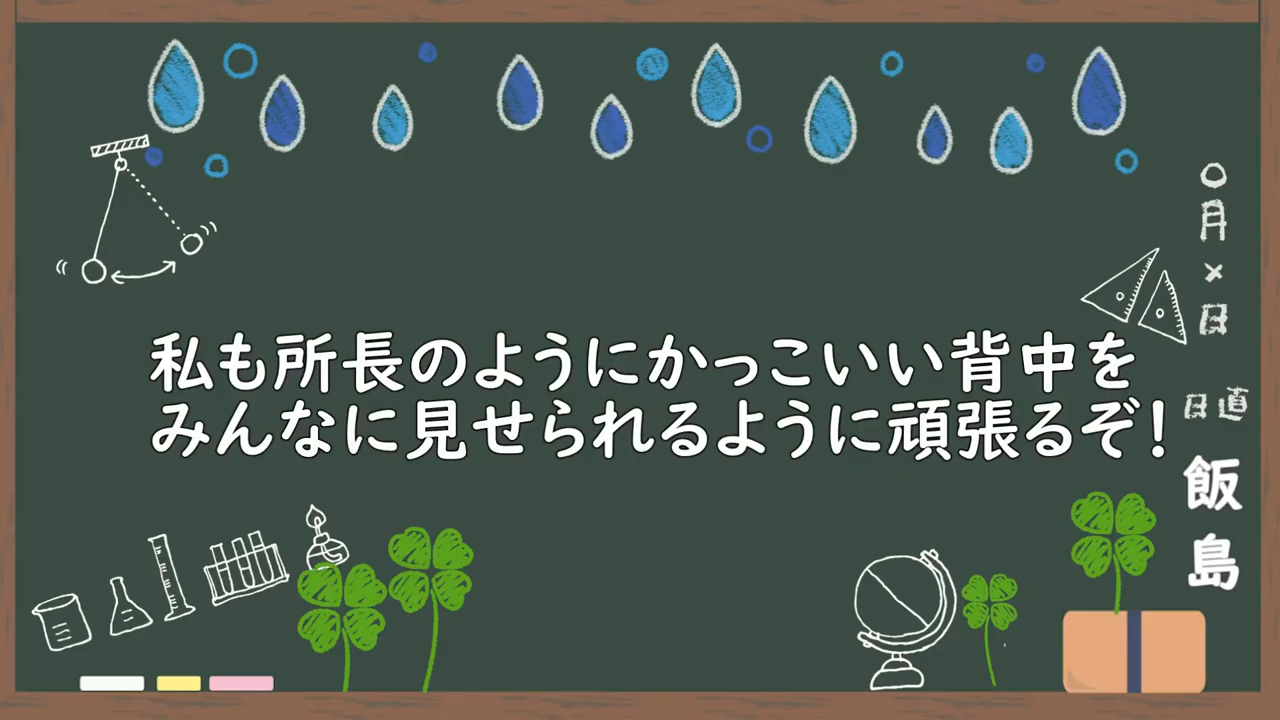 私も所長のようにかっこいい背中を
みんなに見せられるように頑張るぞ!
〇月×日
日直
飯島